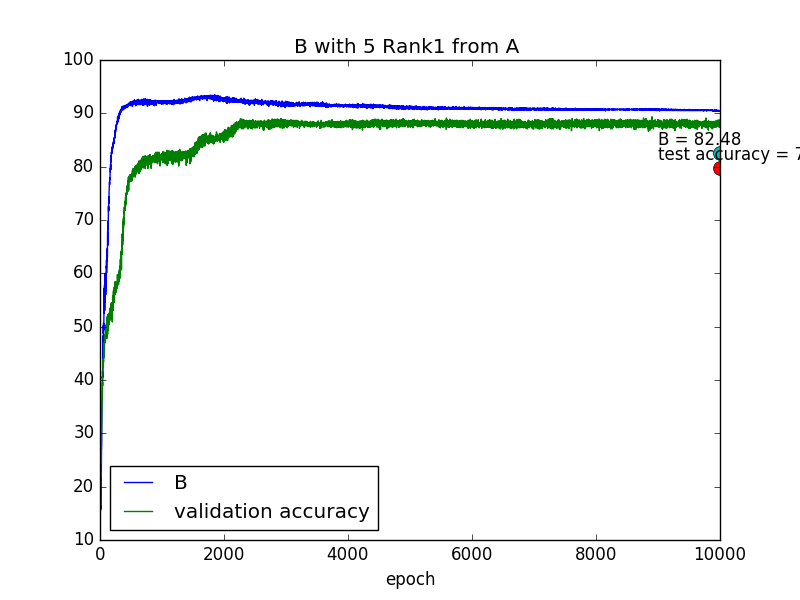 B with 5 Rank1 from A
100
90
80
70
60
50
40
30
20
10
B = 82.48
test accuracy = 7
B
validation accuracy
0
2000
4000
6000
8000
10000
epoch